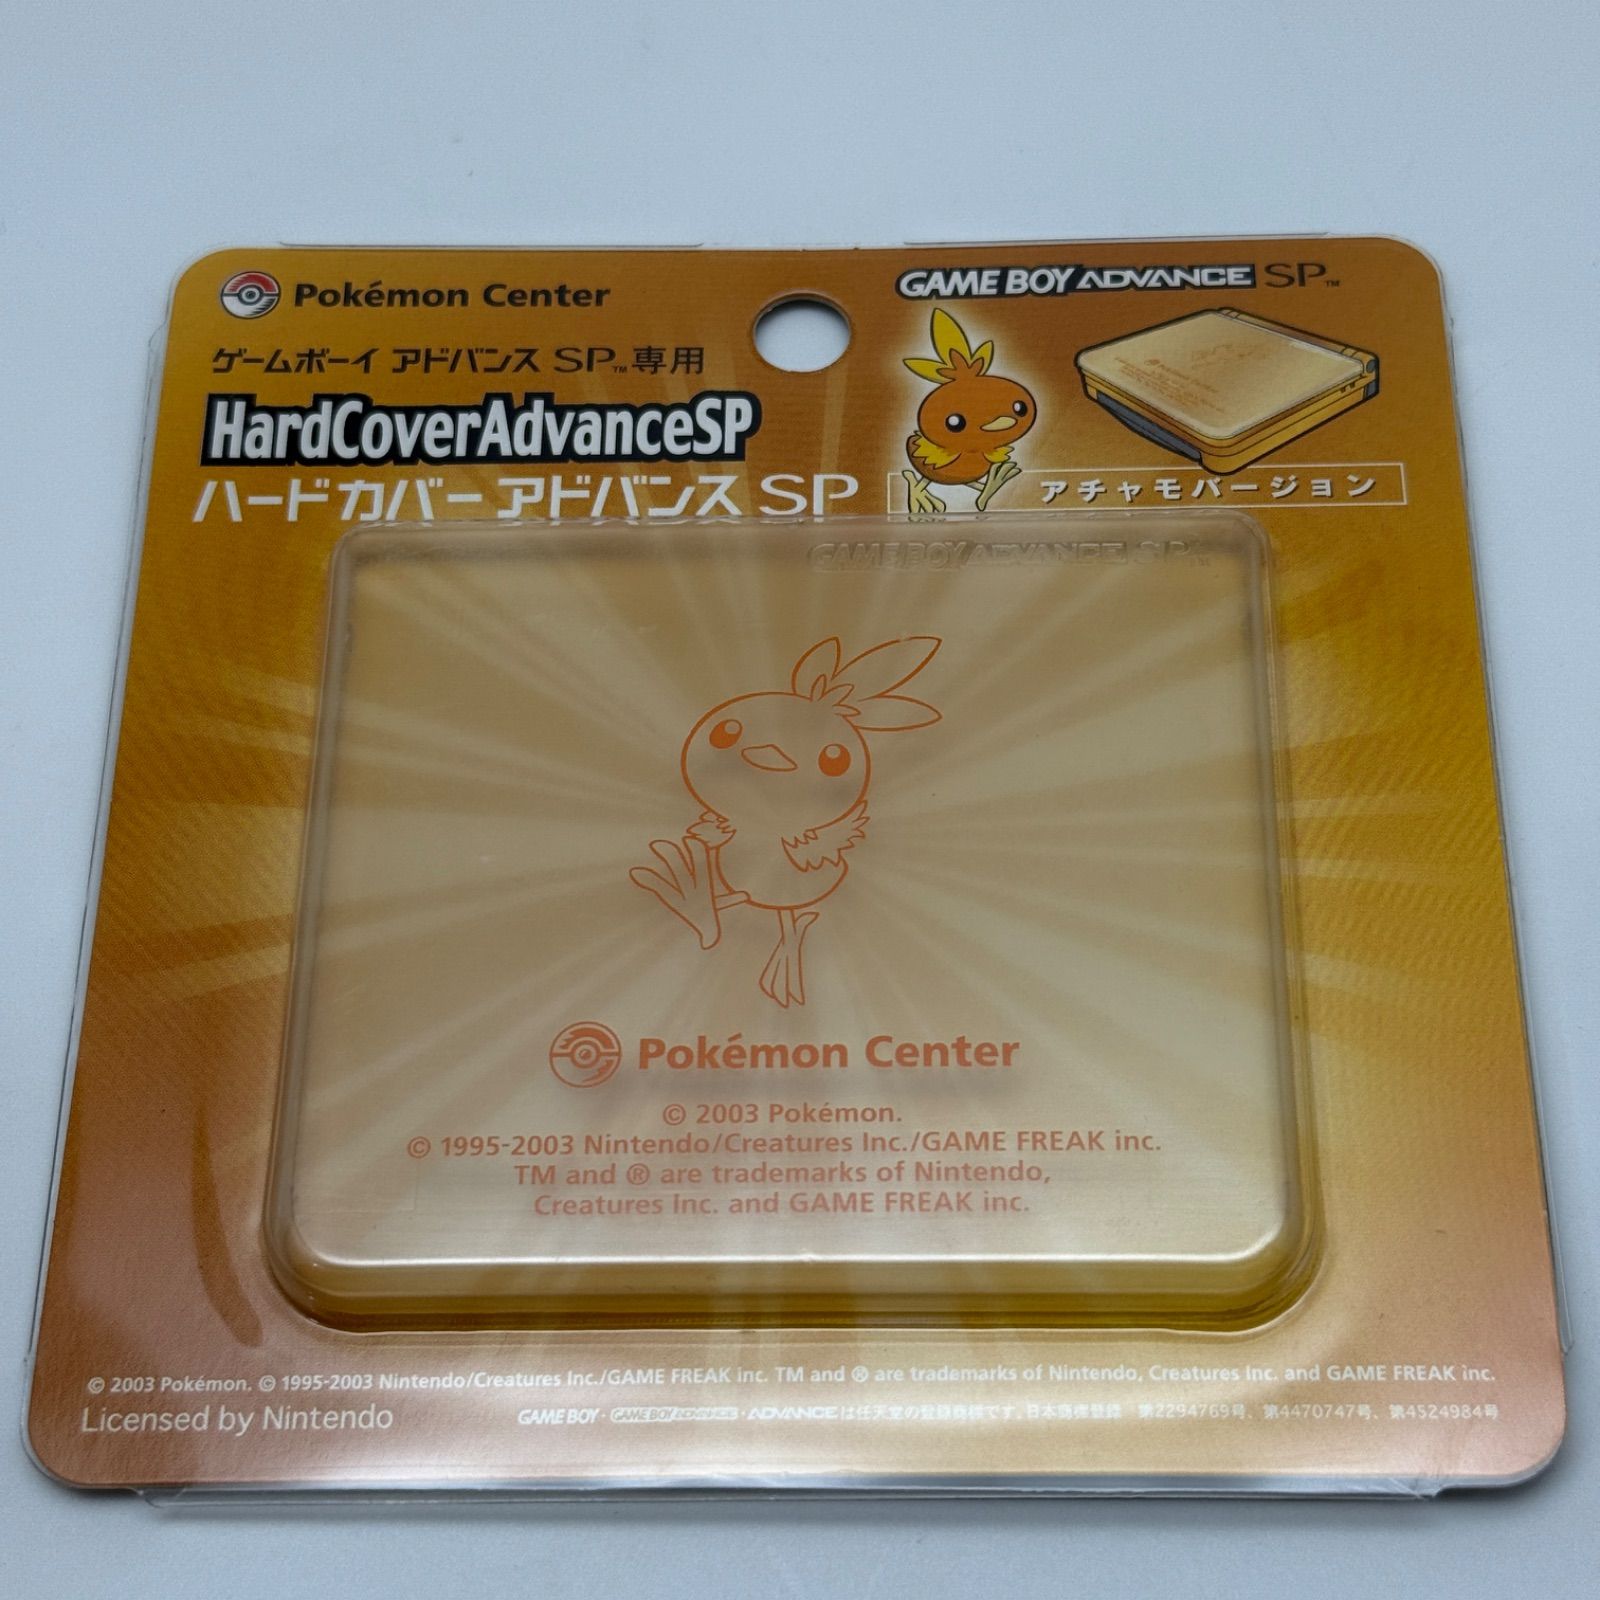 Pokémon Center
ゲームボーイ アドバンス SP™専用
HardCoverAdvanceSP
ハードカバー アドバンス SP
GAME BOY ADVANCE SP™
Pokémon Center
アチャモバージョン
GAME BOY ADVANCE SP™
Pokémon Center
© 2003 Pokémon.
© 1995-2003 Nintendo/Creatures Inc./GAME FREAK inc.
TM and ® are trademarks of Nintendo,
Creatures Inc. and GAME FREAK inc.
© 2003 Pokémon. © 1995-2003 Nintendo/Creatures Inc./GAME FREAK inc. TM and ® are trademarks of Nintendo, Creatures Inc. and GAME FREAK inc.
Licensed by Nintendo
GAME BOY・GAME BOY ADVANCE・ADVANCEは任天堂の登録商標です。日本商標登録 第2294769号、第4470747号、第4524984号